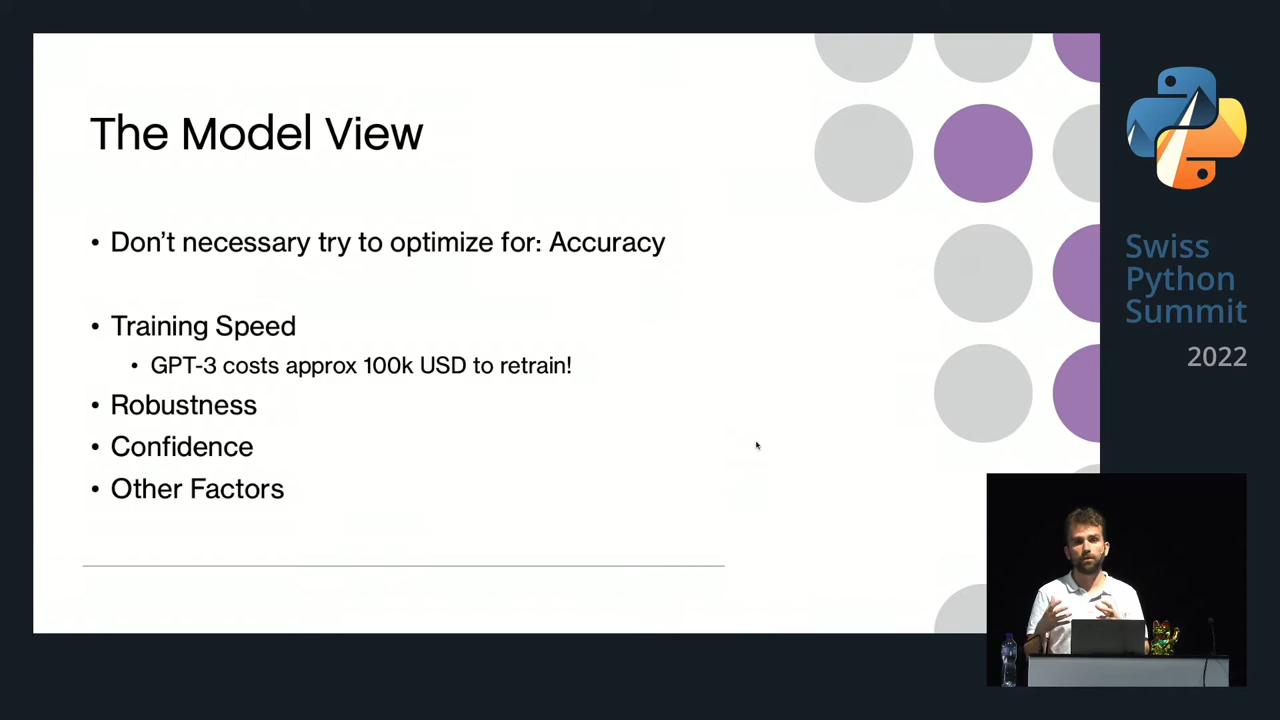 The Model View
• Don't necessary try to optimize for: Accuracy
• Training Speed
• GPT-3 costs approx 100k USD to retrain!
• Robustness
• Confidence
• Other Factors
Swiss
Python
Summit
2022